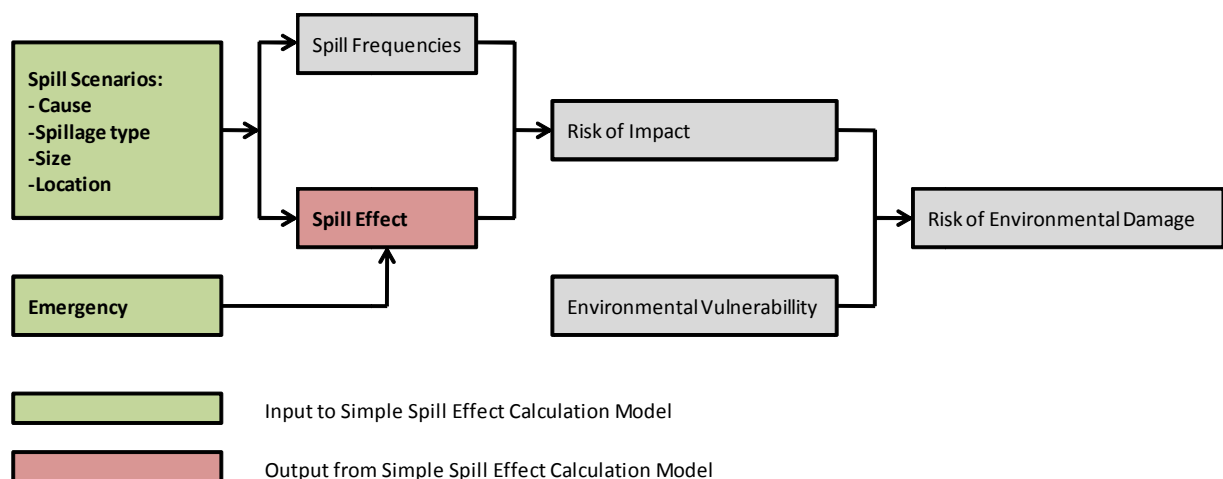 Spill Scenarios:
- Cause
-Spillage type
-Size
-Location
Spill Frequencies
Spill Effect
Emergency
Risk of Impact
Environmental Vulnerabillity
Risk of Environmental Damage
Input to Simple Spill Effect Calculation Model
Output from Simple Spill Effect Calculation Model